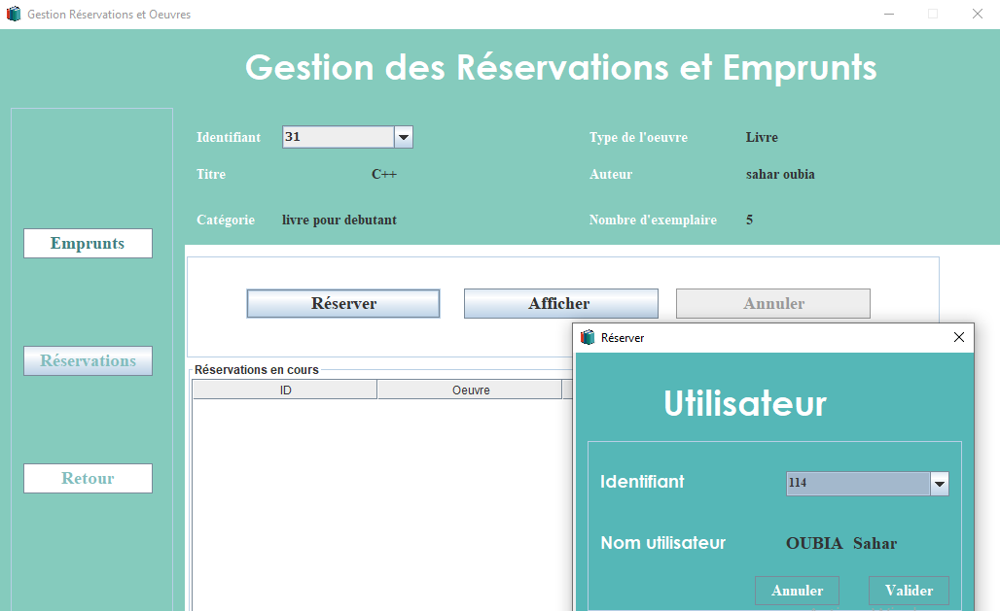 Gestion Réservations et Oeuvres
Gestion des Réservations et Emprunts
Identifiant 31 Type de l'oeuvre Livre
Titre C++ Auteur sahar oubia
Catégorie livre pour debutant Nombre d'exemplaire 5
Emprunts
Réservations
Retour
Réserver Afficher Annuler
Réservations en cours
ID Oeuvre
Réserver
Utilisateur
Identifiant 114
Nom utilisateur OUBIA Sahar
Annuler Valider